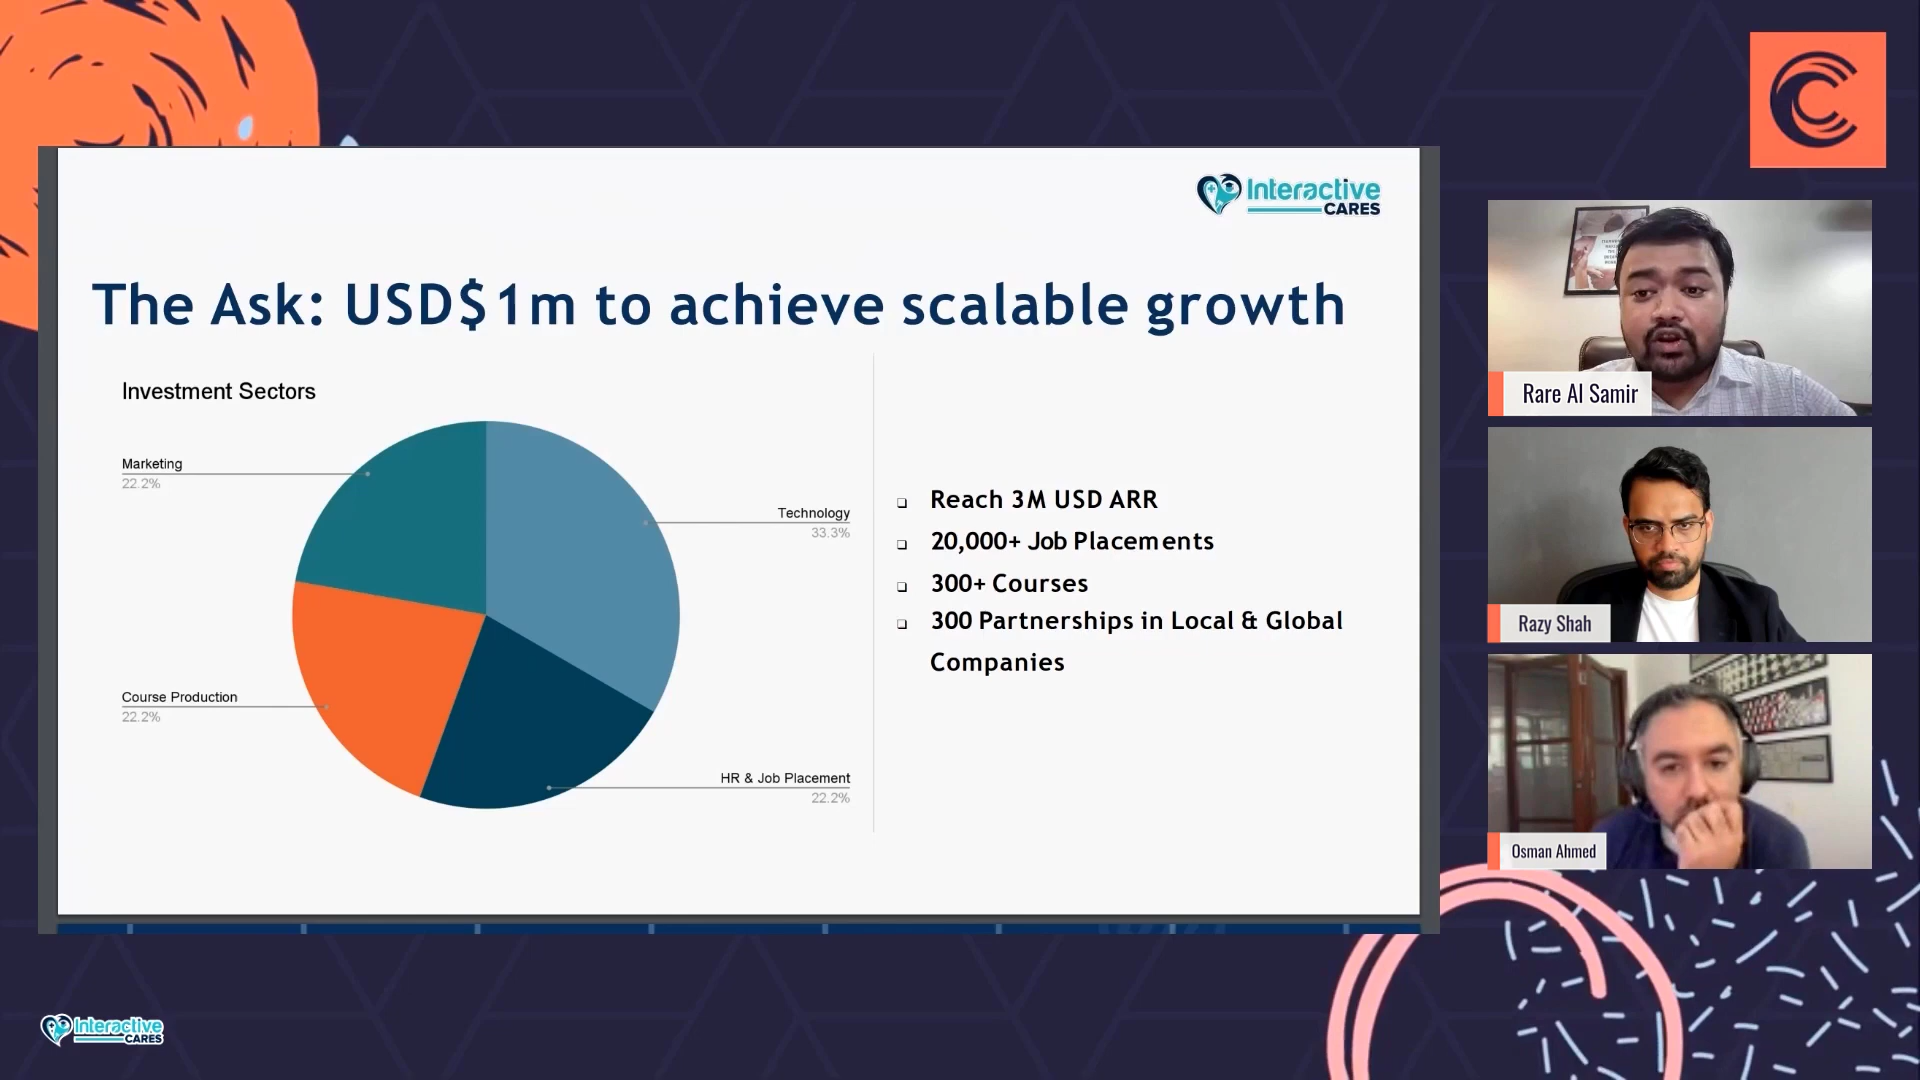 Interactive
CARES
The Ask: USD$1m to achieve scalable growth
Investment Sectors
Marketing
22.2%
Technology
33.3%
Course Production
22.2%
HR & Job Placement
22.2%
Reach 3M USD ARR
20,000+ Job Placements
300+ Courses
300 Partnerships in Local & Global
Companies
Rare Al Samir
Razy Shah
Osman Ahmed
Interactive
CARES